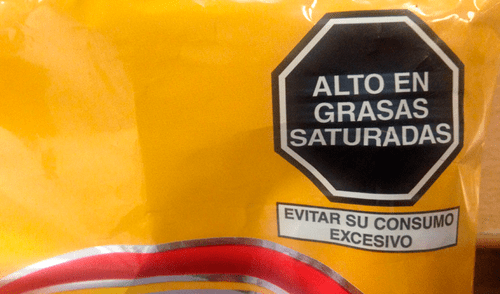 ALTO EN
GRASAS
SATURADAS
EVITAR SU CONSUMO
EXCESIVO